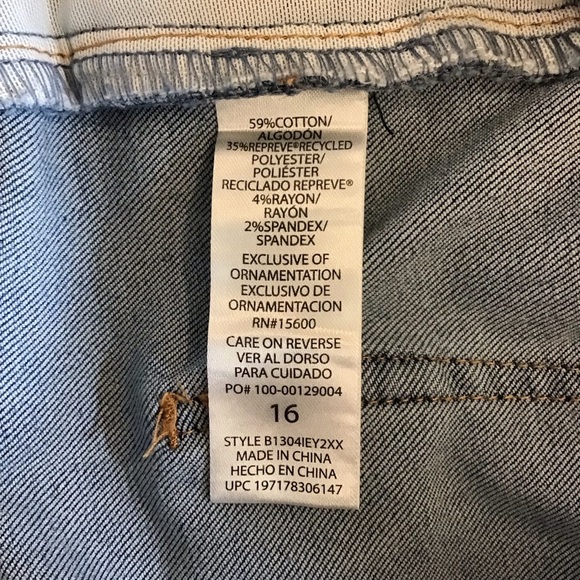 59%COTTON/
ALGODÓN
35%REPREVE®RECYCLED
POLYESTER/
POLIÉSTER
RECICLADO REPREVE®
4%RAYON/
RAYÓN
2%SPANDEX/
SPANDEX
EXCLUSIVE OF
ORNAMENTATION
EXCLUSIVO DE
ORNAMENTACION
RN#15600
CARE ON REVERSE
VER AL DORSO
PARA CUIDADO
PO# 100-00129004
16
STYLE B1304IEY2XX
MADE IN CHINA
HECHO EN CHINA
UPC 197178306147